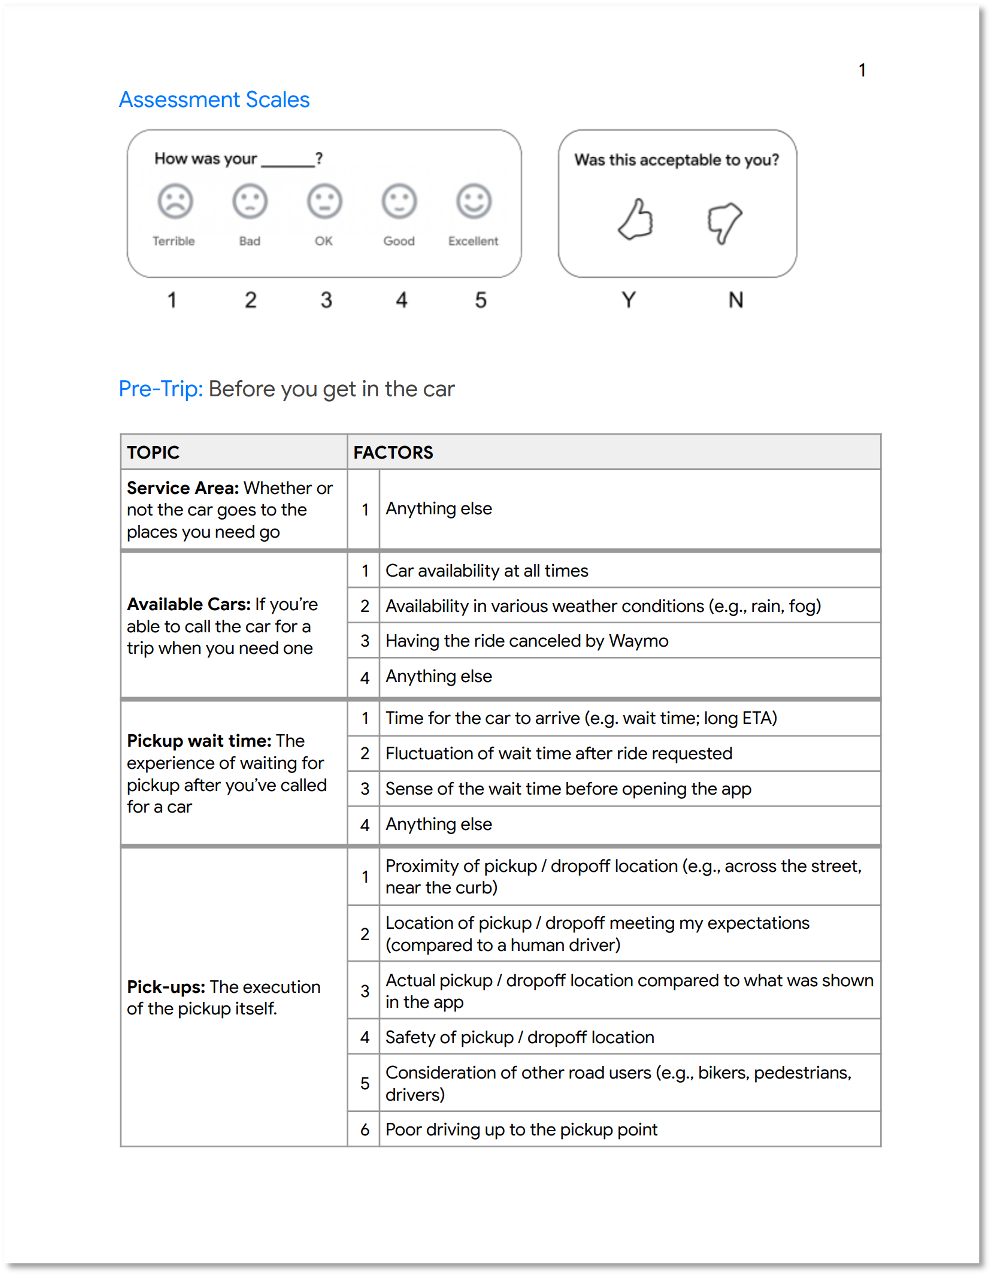 1
Assessment Scales
How was your ______?
Terrible Bad OK Good Excellent
1 2 3 4 5
Was this acceptable to you?
Y N
Pre-Trip: Before you get in the car
TOPIC FACTORS
Service Area: Whether or
not the car goes to the
places you need go
1 Anything else
Available Cars: If you're
able to call the car for a
trip when you need one
1 Car availability at all times
2 Availability in various weather conditions (e.g., rain, fog)
3 Having the ride canceled by Waymo
4 Anything else
Pickup wait time: The
experience of waiting for
pickup after you've called
for a car
1 Time for the car to arrive (e.g. wait time; long ETA)
2 Fluctuation of wait time after ride requested
3 Sense of the wait time before opening the app
4 Anything else
Pick-ups: The execution
of the pickup itself.
1 Proximity of pickup / dropoff location (e.g., across the street,
near the curb)
2 Location of pickup / dropoff meeting my expectations
(compared to a human driver)
3 Actual pickup / dropoff location compared to what was shown
in the app
4 Safety of pickup / dropoff location
5 Consideration of other road users (e.g., bikers, pedestrians,
drivers)
6 Poor driving up to the pickup point